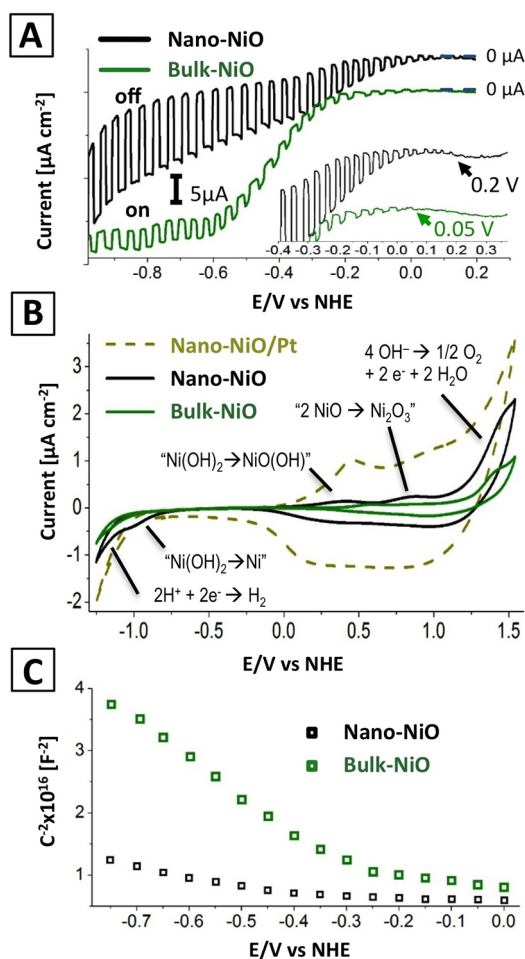 A
Nano-NiO
Bulk-NiO
off
on
5µA
0 µA
0 µA
0.2 V
0.05 V
-0.4 -0.3 -0.2 -0.1 0.0 0.1 0.2 0.3
Current [µA cm⁻²]
-0.8 -0.6 -0.4 -0.2 0.0 0.2
E/V vs NHE
B
Nano-NiO/Pt
Nano-NiO
Bulk-NiO
4 OH⁻ → 1/2 O₂
+ 2 e⁻ + 2 H₂O
“2 NiO → Ni₂O₃”
“Ni(OH)₂→NiO(OH)”
“Ni(OH)₂→Ni”
2H⁺ + 2e⁻ → H₂
Current [µA cm⁻²]
3
2
1
0
-1
-2
-1.0 -0.5 0.0 0.5 1.0 1.5
E/V vs NHE
C
Nano-NiO
Bulk-NiO
C⁻²x10¹⁶ [F⁻²]
4
3
2
1
-0.7 -0.6 -0.5 -0.4 -0.3 -0.2 -0.1 0.0
E/V vs NHE